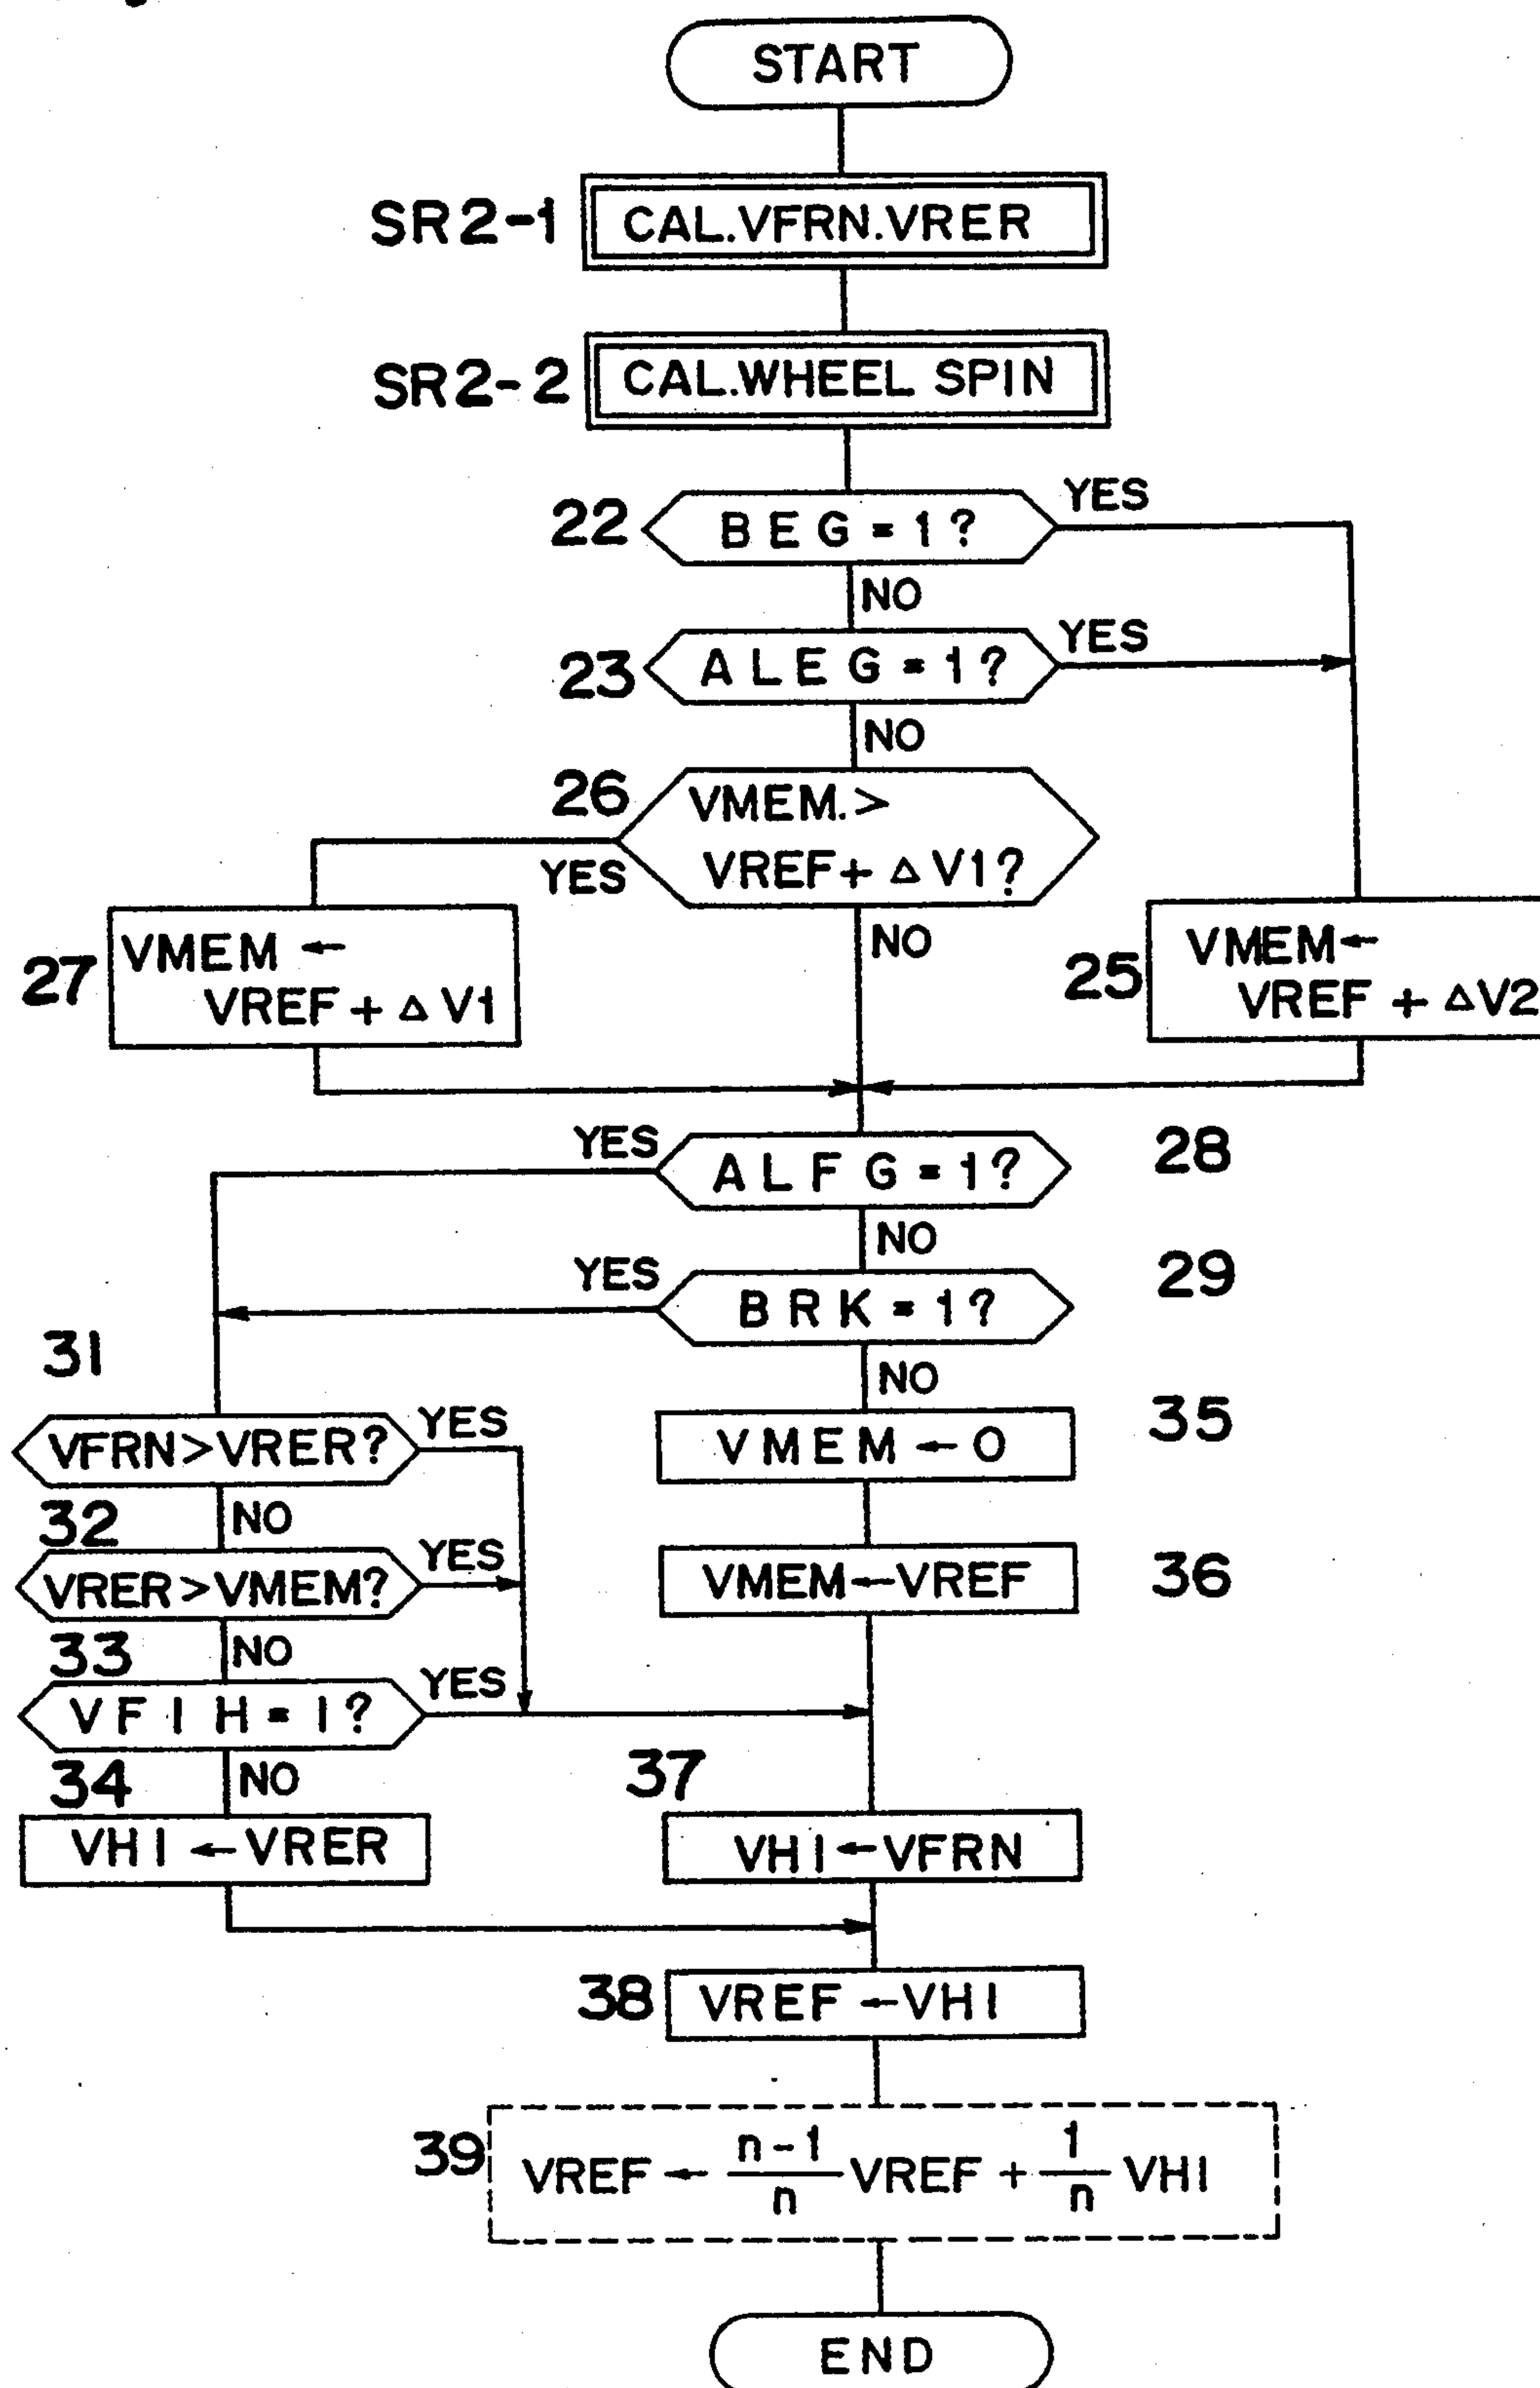 START
SR2-1
CAL.VFRN.VRER
SR2-2
CAL.WHEEL SPIN
22
BEG=1?
YES
NO
23
ALEG=1?
YES
NO
26
VMEM.>
VREF+ΔV1?
YES
NO
27
VMEM ←
VREF+ΔV1
25
VMEM←
VREF + ΔV2
YES
ALFG=1?
28
NO
YES
BRK=1?
29
NO
31
VFRN>VRER?
YES
NO
35
VMEM←0
32
VRER>VMEM?
YES
NO
VMEM←VREF
36
33
VFIH=1?
YES
NO
34
VHI←VRER
37
VHI←VFRN
38
VREF←VHI
39
VREF ← n-1/n VREF + 1/n VHI
END